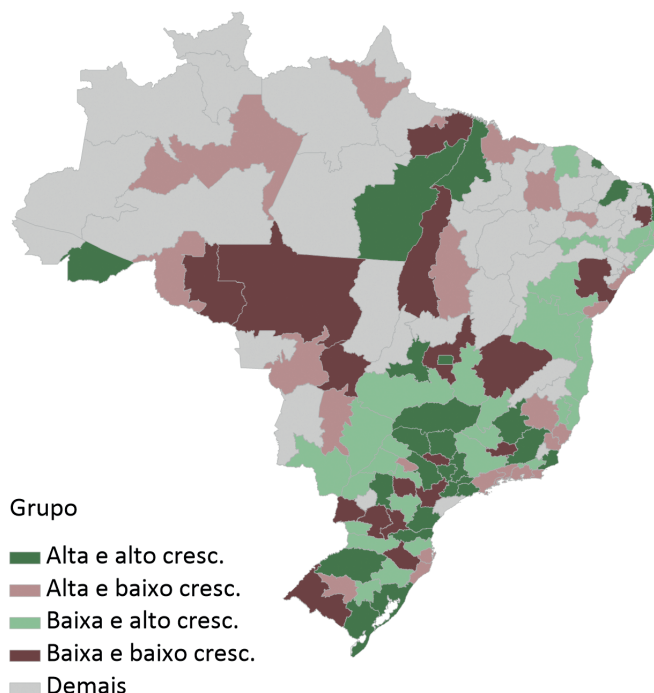 Grupo
Alta e alto cresc.
Alta e baixo cresc.
Baixa e alto cresc.
Baixa e baixo cresc.
Demais